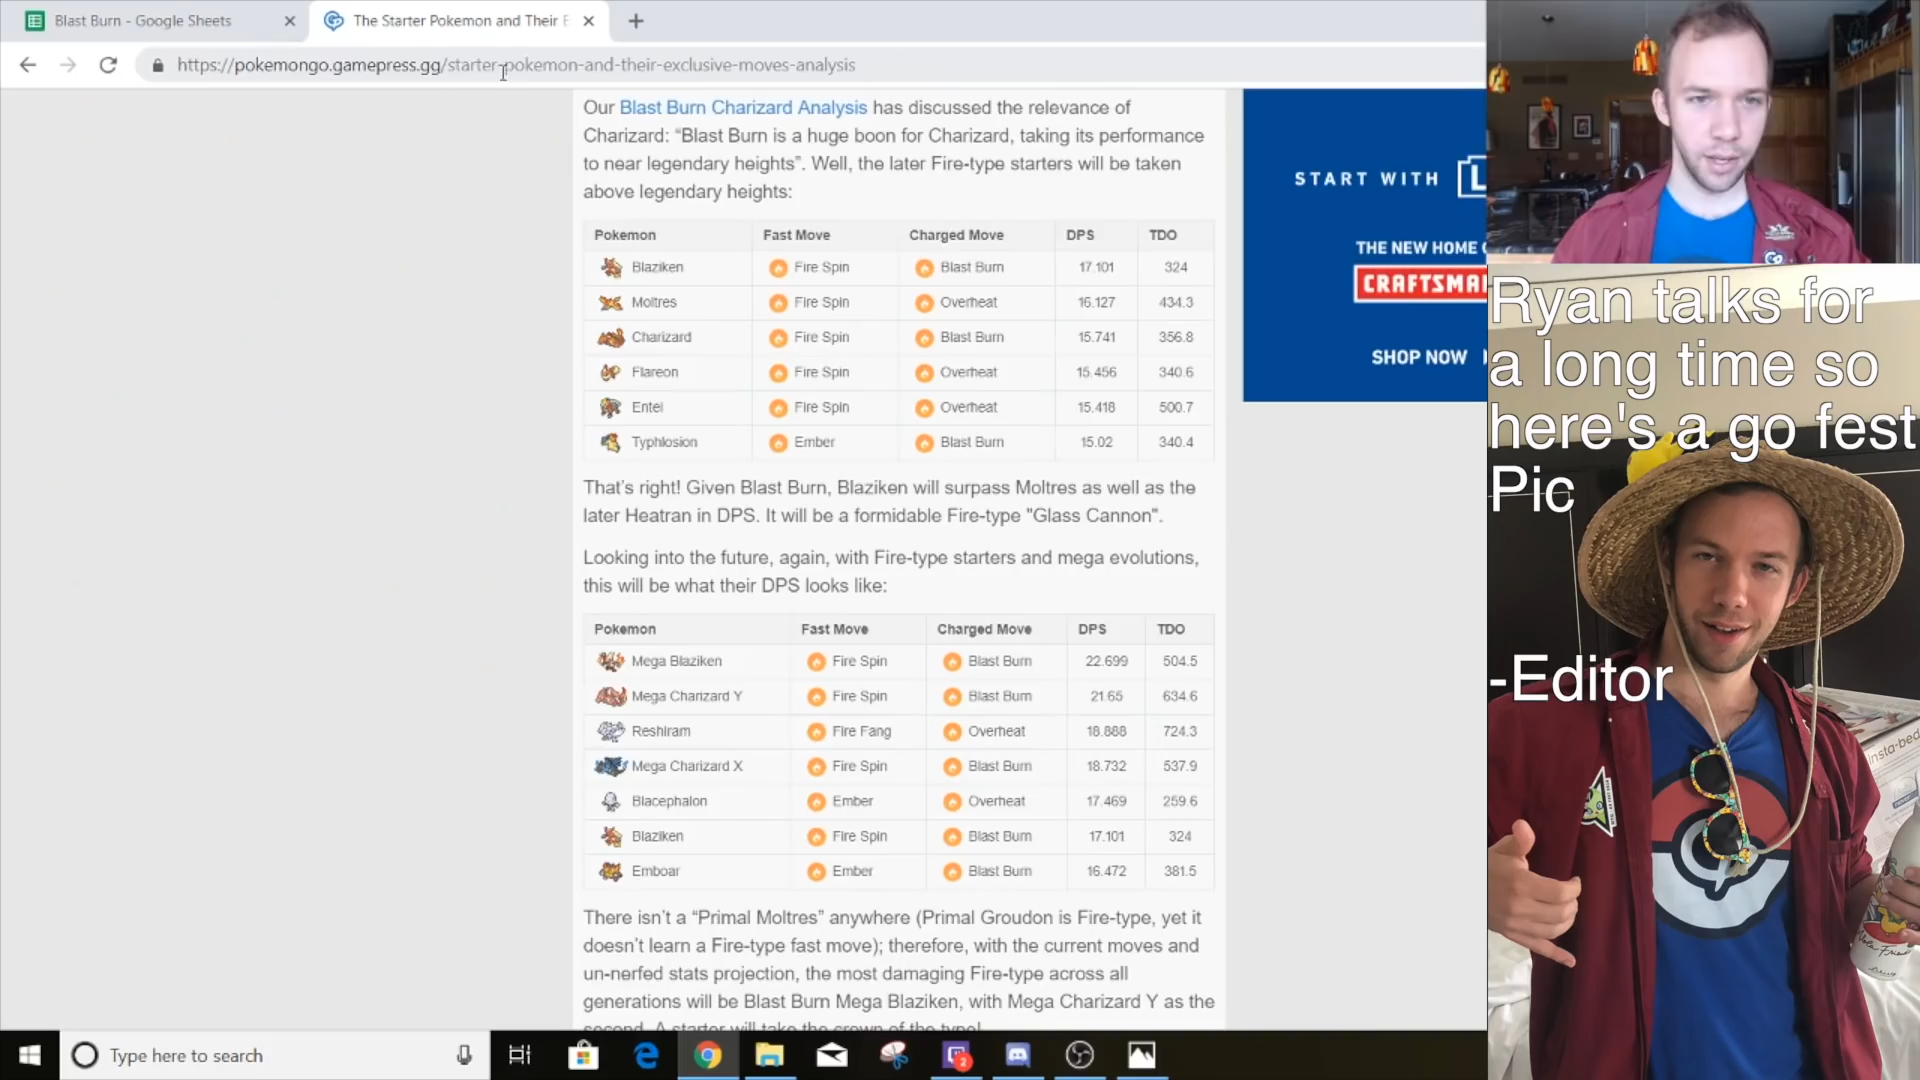 Blast Burn - Google Sheets
The Starter Pokemon and Their E
https://pokemongo.gamepress.gg/starter-pokemon-and-their-exclusive-moves-analysis
Our Blast Burn Charizard Analysis has discussed the relevance of
Charizard: “Blast Burn is a huge boon for Charizard, taking its performance
to near legendary heights”. Well, the later Fire-type starters will be taken
above legendary heights:
Pokemon Fast Move Charged Move DPS TDO
Blaziken Fire Spin Blast Burn 17.101 324
Moltres Fire Spin Overheat 16.127 434.3
Charizard Fire Spin Blast Burn 15.741 356.8
Flareon Fire Spin Overheat 15.456 340.6
Entei Fire Spin Overheat 15.418 500.7
Typhlosion Ember Blast Burn 15.02 340.4
That's right! Given Blast Burn, Blaziken will surpass Moltres as well as the
later Heatran in DPS. It will be a formidable Fire-type "Glass Cannon".
Looking into the future, again, with Fire-type starters and mega evolutions,
this will be what their DPS looks like:
Pokemon Fast Move Charged Move DPS TDO
Mega Blaziken Fire Spin Blast Burn 22.699 504.5
Mega Charizard Y Fire Spin Blast Burn 21.65 634.6
Reshiram Fire Fang Overheat 18.888 724.3
Mega Charizard X Fire Spin Blast Burn 18.732 537.9
Blacephalon Ember Overheat 17.469 259.6
Blaziken Fire Spin Blast Burn 17.101 324
Emboar Ember Blast Burn 16.472 381.5
There isn't a “Primal Moltres” anywhere (Primal Groudon is Fire-type, yet it
doesn't learn a Fire-type fast move); therefore, with the current moves and
un-nerfed stats projection, the most damaging Fire-type across all
generations will be Blast Burn Mega Blaziken, with Mega Charizard Y as the
second. A starter will take the crown of the type!
START WITH L
THE NEW HOME
CRAFTSMA
SHOP NOW
Ryan talks for
a long time so
here's a go fest
Pic
-Editor
insta-bed
Type here to search
2